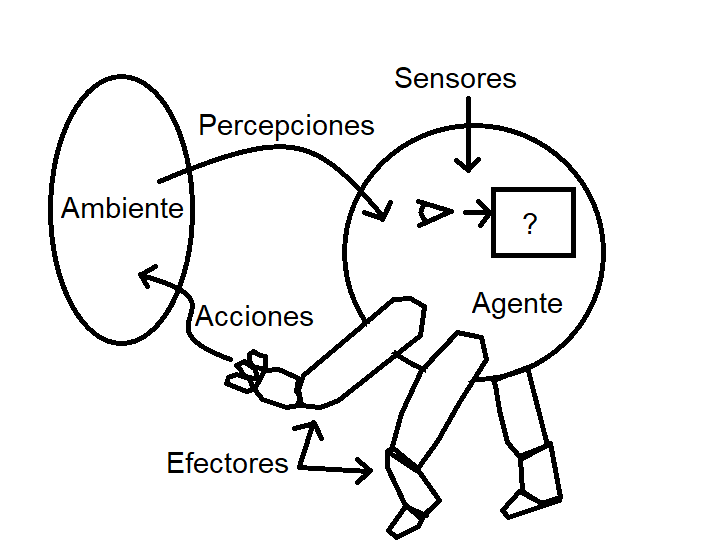 Sensores
Percepciones
Ambiente
?
Agente
Acciones
Efectores